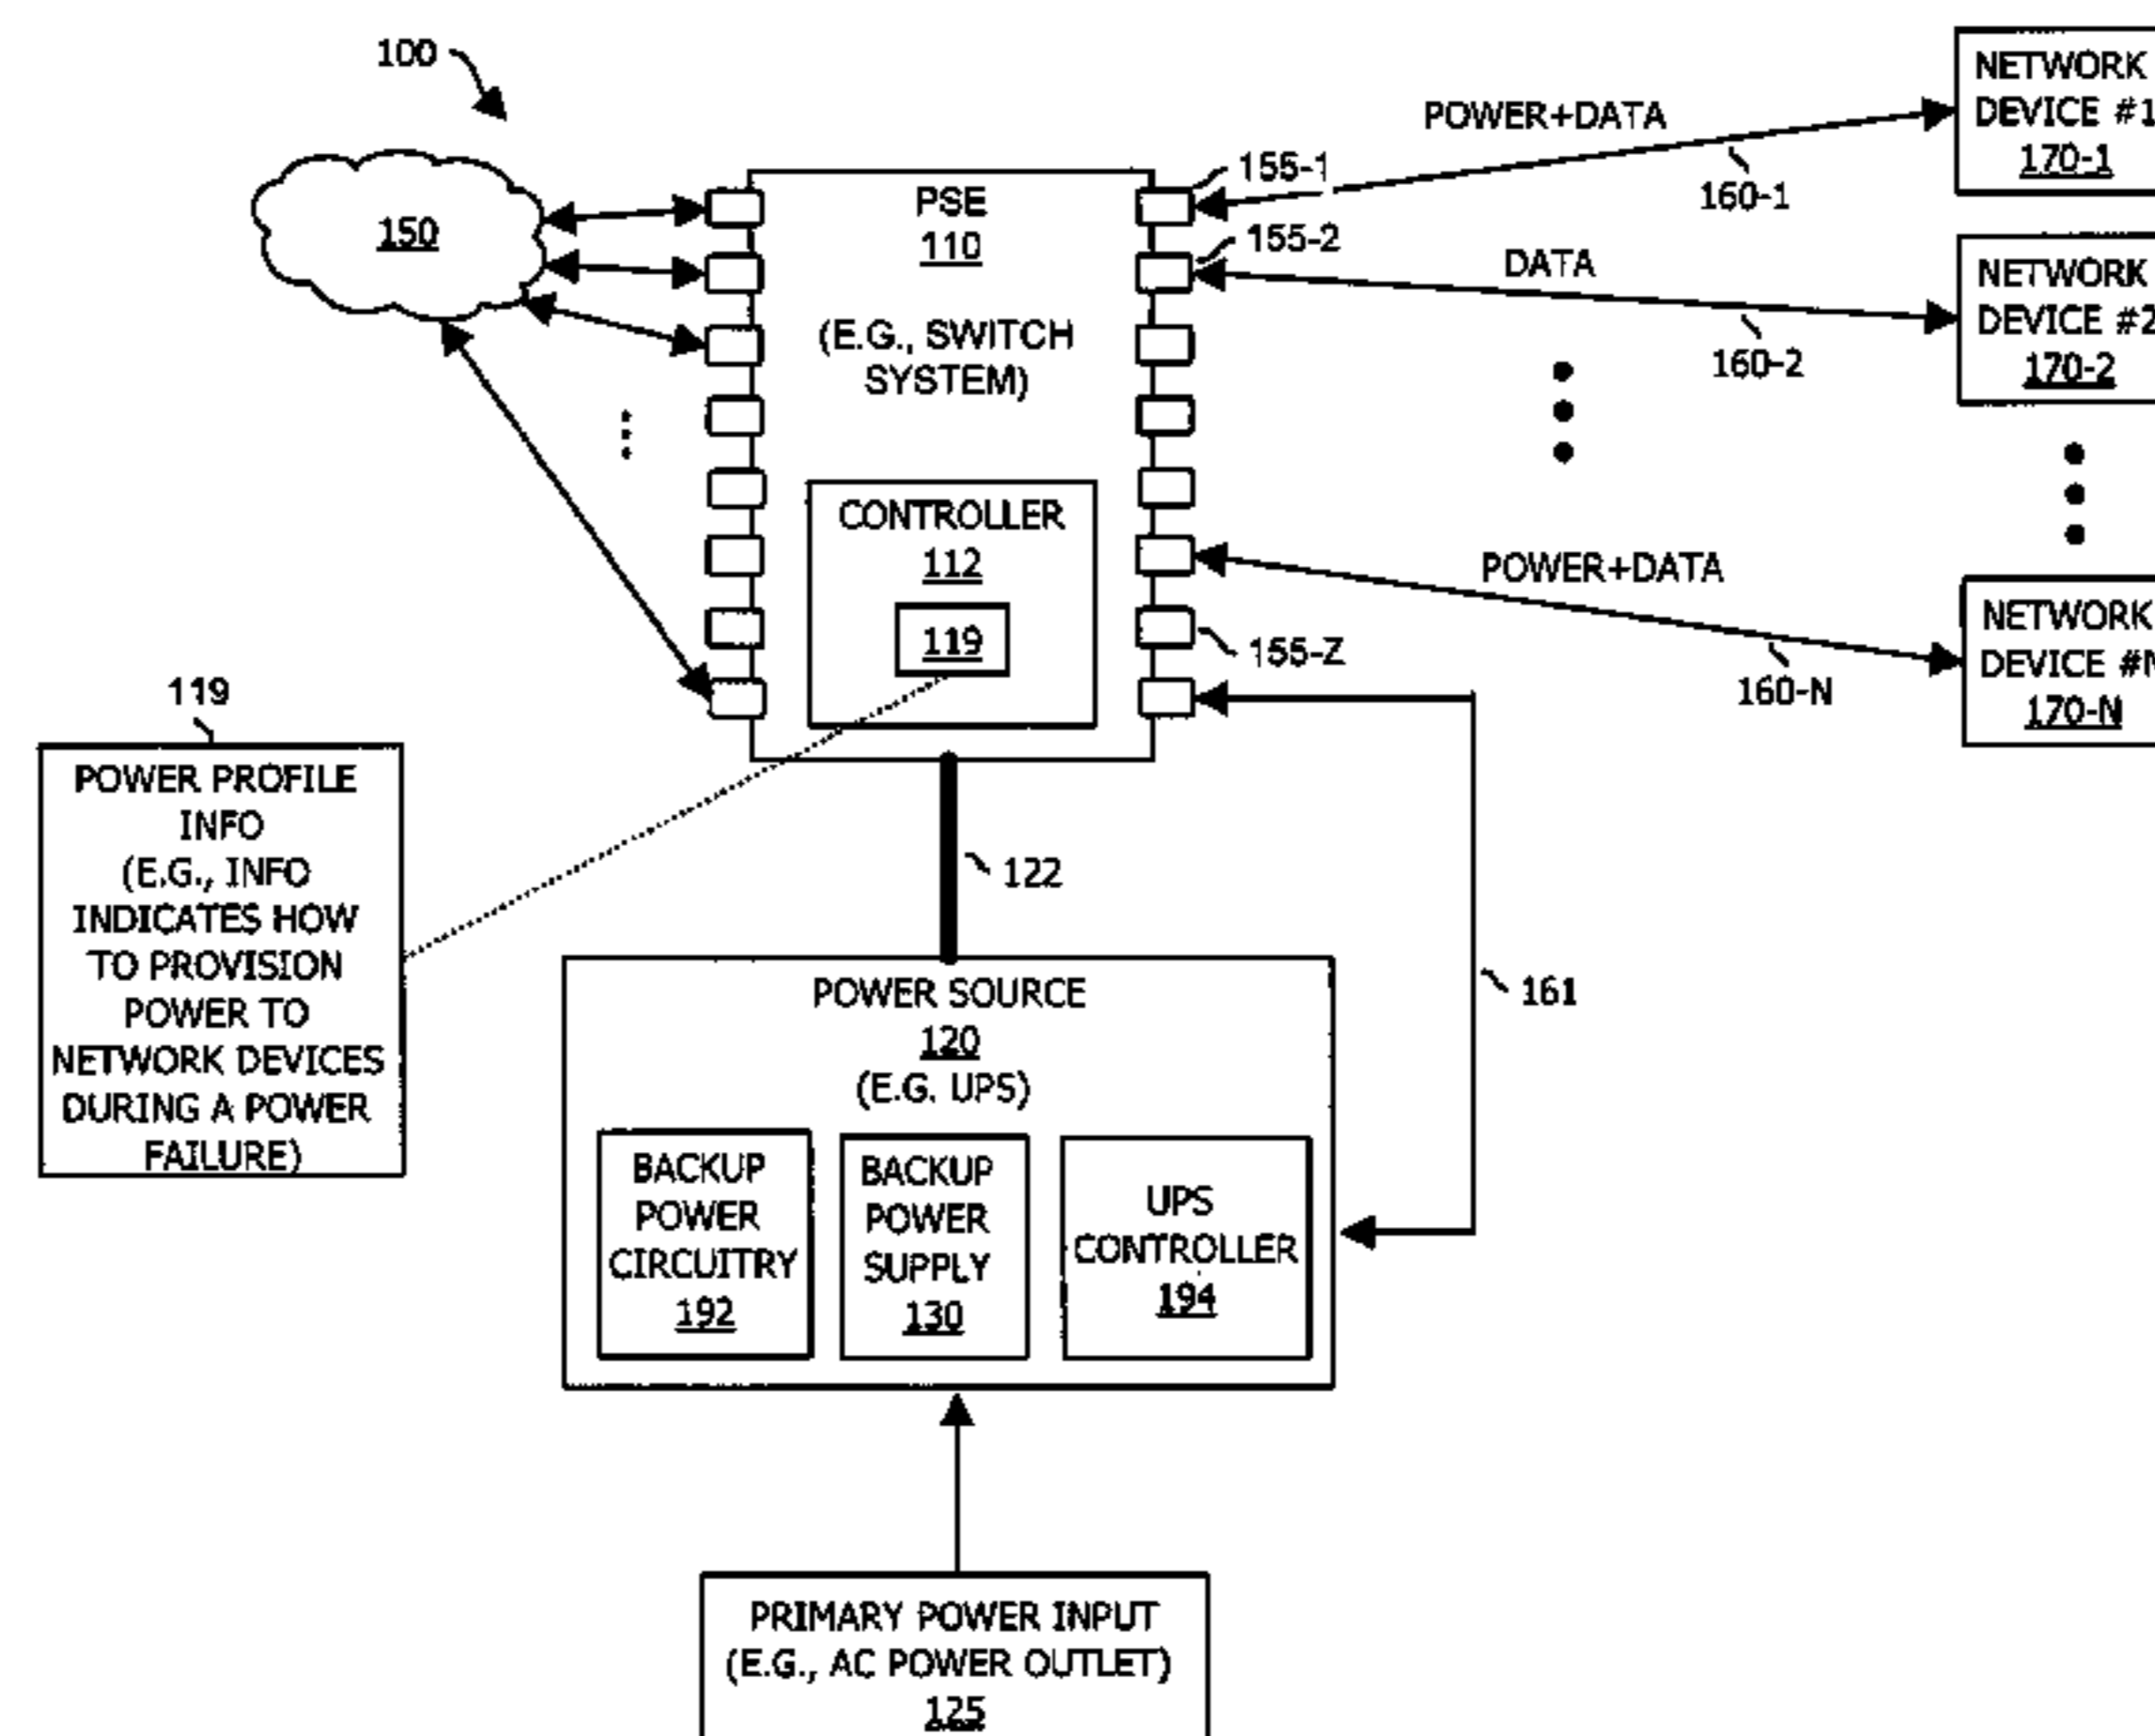 100
150
PSE
110
(E.G., SWITCH
SYSTEM)
CONTROLLER
112
119
155-1
155-2
155-Z
POWER+DATA
160-1
DATA
160-2
POWER+DATA
160-N
NETWORK
DEVICE #1
170-1
NETWORK
DEVICE #2
170-2
NETWORK
DEVICE #N
170-N
119
POWER PROFILE
INFO
(E.G., INFO
INDICATES HOW
TO PROVISION
POWER TO
NETWORK DEVICES
DURING A POWER
FAILURE)
122
161
POWER SOURCE
120
(E.G. UPS)
BACKUP
POWER
CIRCUITRY
192
BACKUP
POWER
SUPPLY
130
UPS
CONTROLLER
194
PRIMARY POWER INPUT
(E.G., AC POWER OUTLET)
125